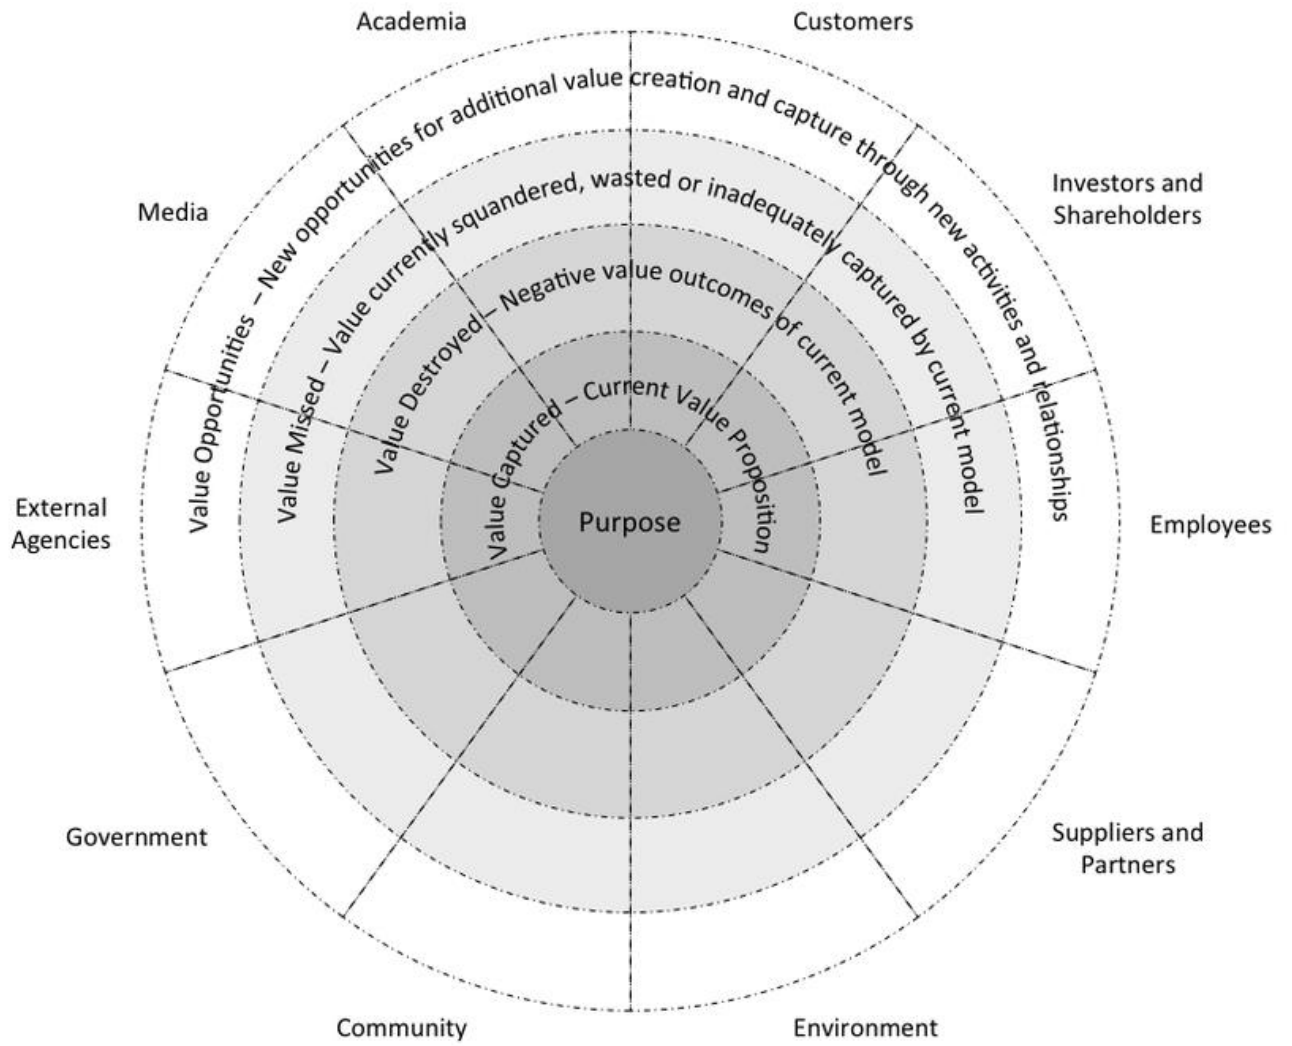 Academia
Customers
Media
Investors and
Shareholders
External
Agencies
Employees
Government
Suppliers and
Partners
Community
Environment
Value Opportunities – New opportunities for additional value creation and capture through new activities and relationships
Value Missed – Value currently squandered, wasted or inadequately captured by current model
Value Destroyed – Negative value outcomes of current model
Value Captured – Current Value Proposition
Purpose